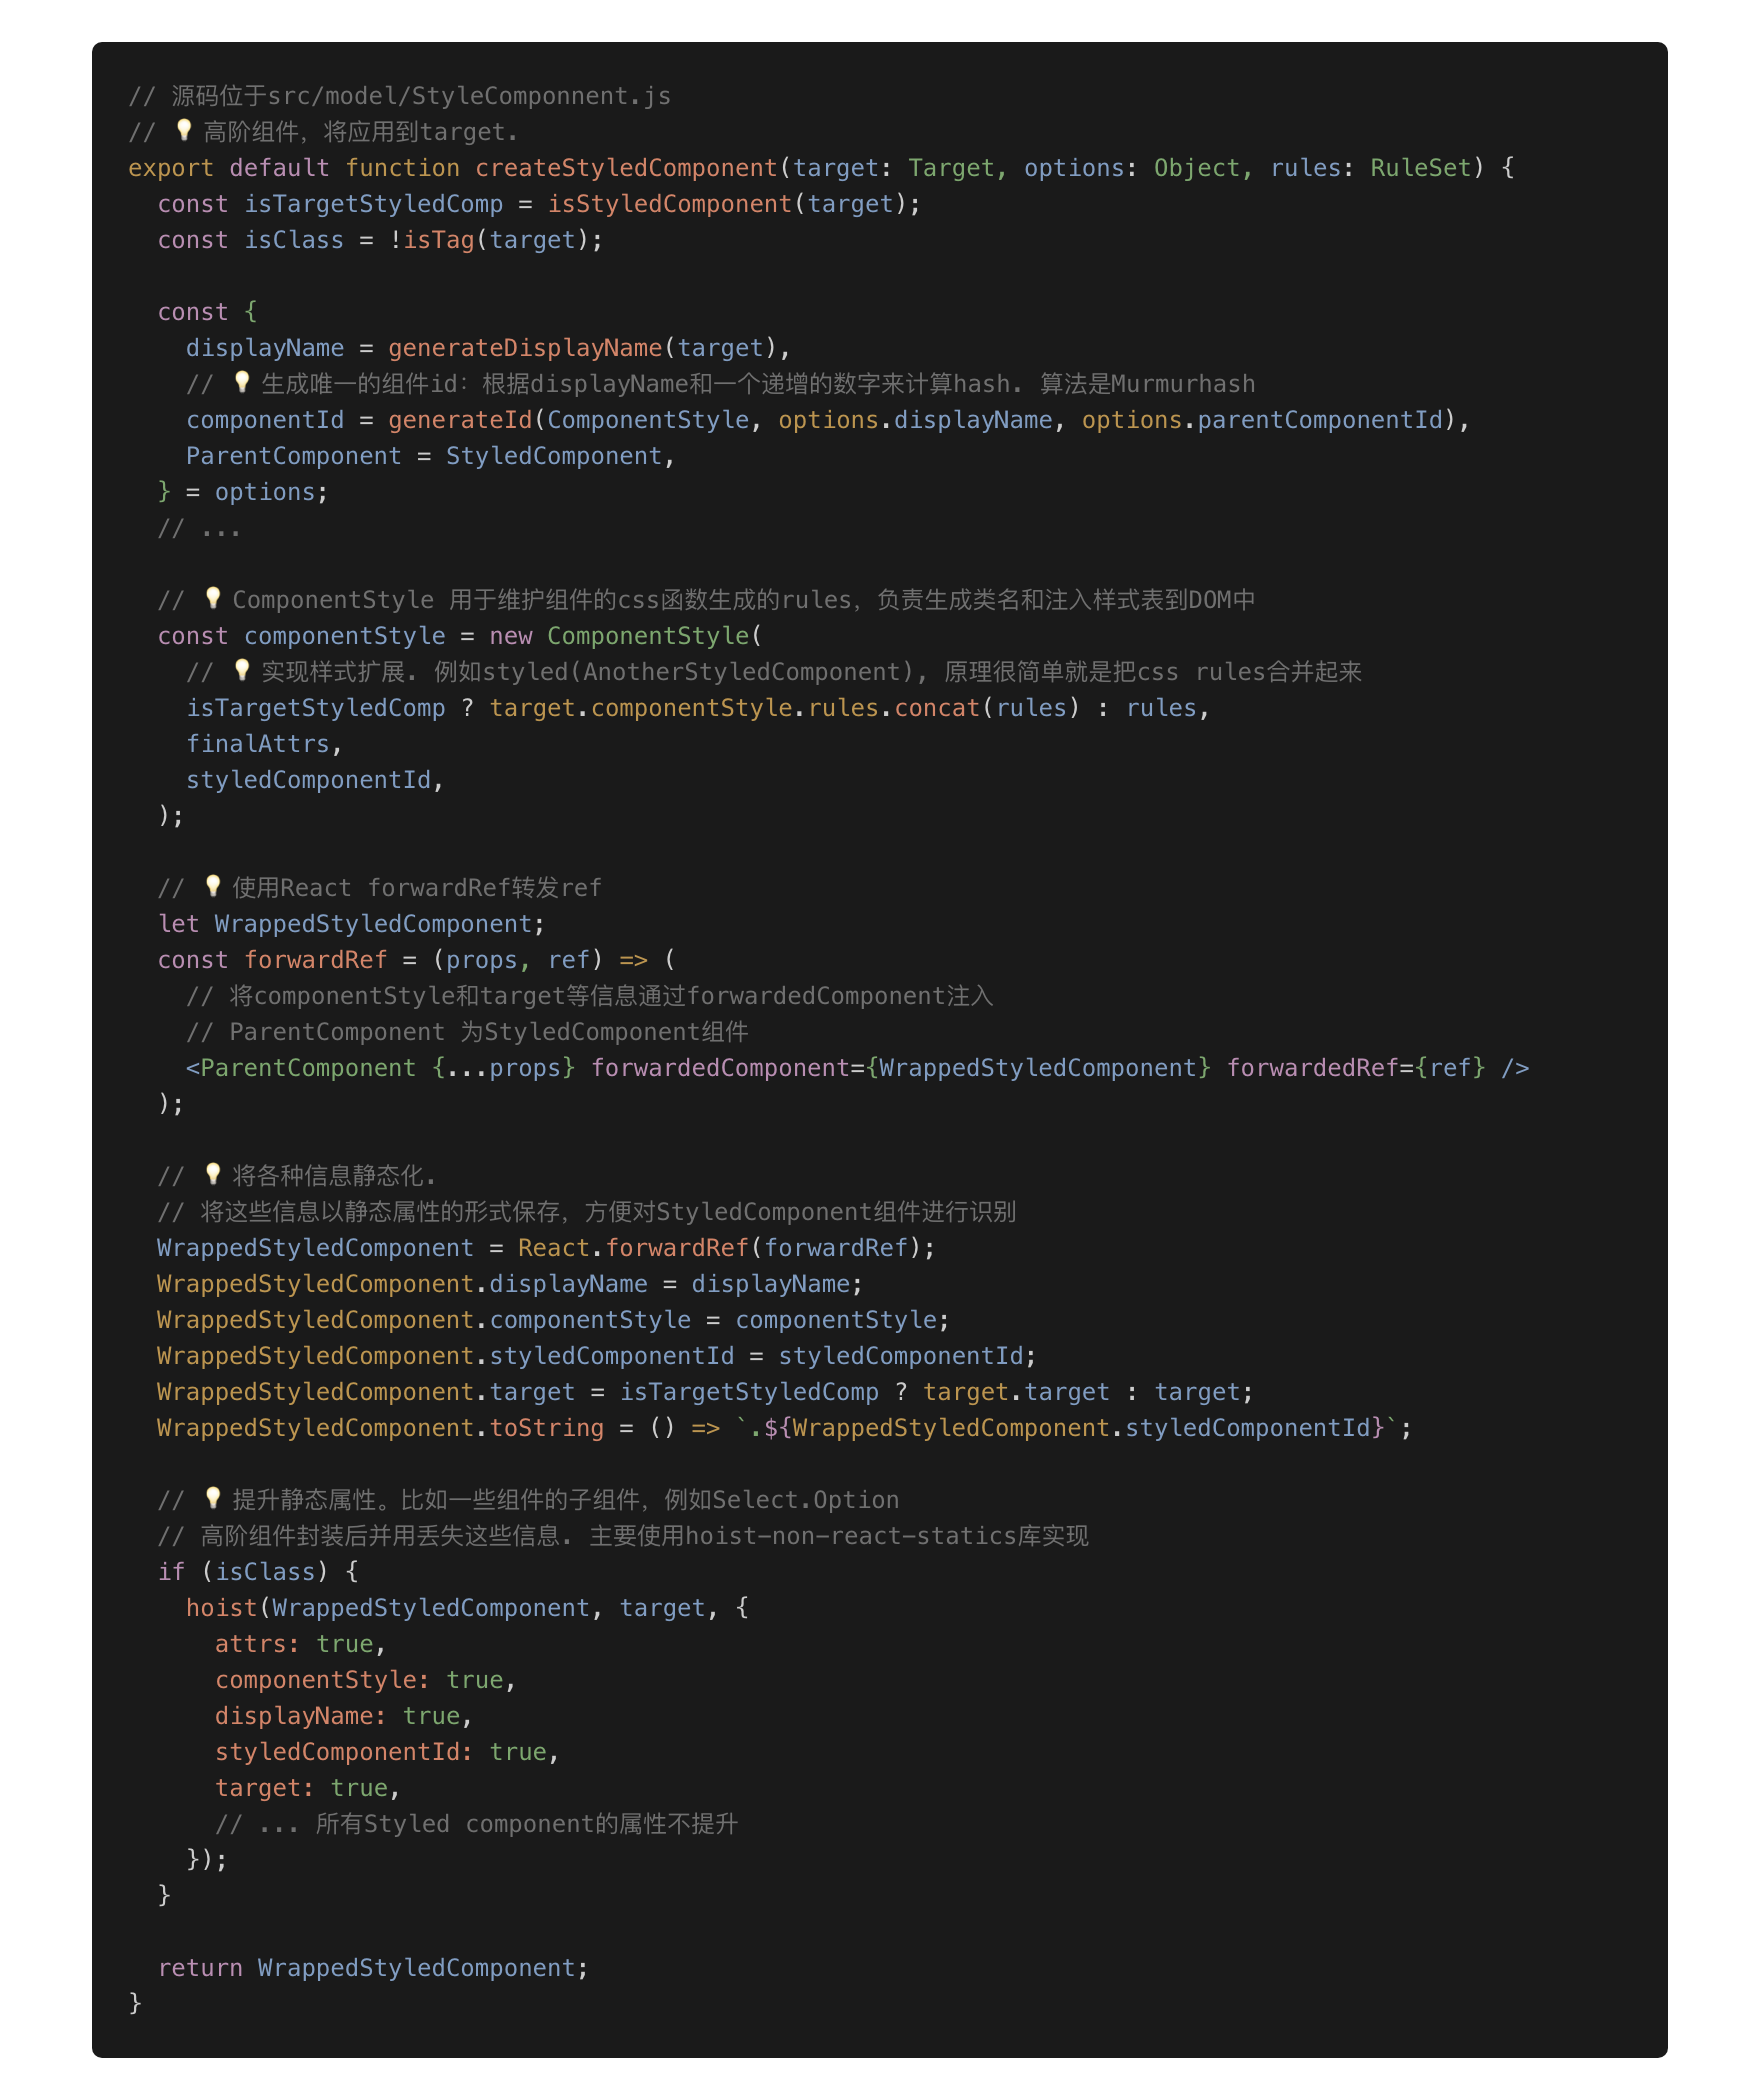 // 源码位于src/model/StyleComponnent.js
// 💡高阶组件, 将应用到target.
export default function createStyledComponent(target: Target, options: Object, rules: RuleSet) {
  const isTargetStyledComp = isStyledComponent(target);
  const isClass = !isTag(target);

  const {
    displayName = generateDisplayName(target),
    // 💡生成唯一的组件id: 根据displayName和一个递增的数字来计算hash. 算法是Murmurhash
    componentId = generateId(ComponentStyle, options.displayName, options.parentComponentId),
    ParentComponent = StyledComponent,
  } = options;
  // ...

  // 💡ComponentStyle 用于维护组件的css函数生成的rules, 负责生成类名和注入样式表到DOM中
  const componentStyle = new ComponentStyle(
    // 💡实现样式扩展. 例如styled(AnotherStyledComponent), 原理很简单就是把css rules合并起来
    isTargetStyledComp ? target.componentStyle.rules.concat(rules) : rules,
    finalAttrs,
    styledComponentId,
  );

  // 💡使用React forwardRef转发ref
  let WrappedStyledComponent;
  const forwardRef = (props, ref) => (
    // 将componentStyle和target等信息通过forwardedComponent注入
    // ParentComponent 为StyledComponent组件
    <ParentComponent {...props} forwardedComponent={WrappedStyledComponent} forwardedRef={ref} />
  );

  // 💡将各种信息静态化.
  // 将这些信息以静态属性的形式保存, 方便对StyledComponent组件进行识别
  WrappedStyledComponent = React.forwardRef(forwardRef);
  WrappedStyledComponent.displayName = displayName;
  WrappedStyledComponent.componentStyle = componentStyle;
  WrappedStyledComponent.styledComponentId = styledComponentId;
  WrappedStyledComponent.target = isTargetStyledComp ? target.target : target;
  WrappedStyledComponent.toString = () => `.${WrappedStyledComponent.styledComponentId}`;

  // 💡提升静态属性。比如一些组件的子组件, 例如Select.Option
  // 高阶组件封装后并用丢失这些信息. 主要使用hoist-non-react-statics库实现
  if (isClass) {
    hoist(WrappedStyledComponent, target, {
      attrs: true,
      componentStyle: true,
      displayName: true,
      styledComponentId: true,
      target: true,
      // ... 所有Styled component的属性不提升
    });
  }

  return WrappedStyledComponent;
}